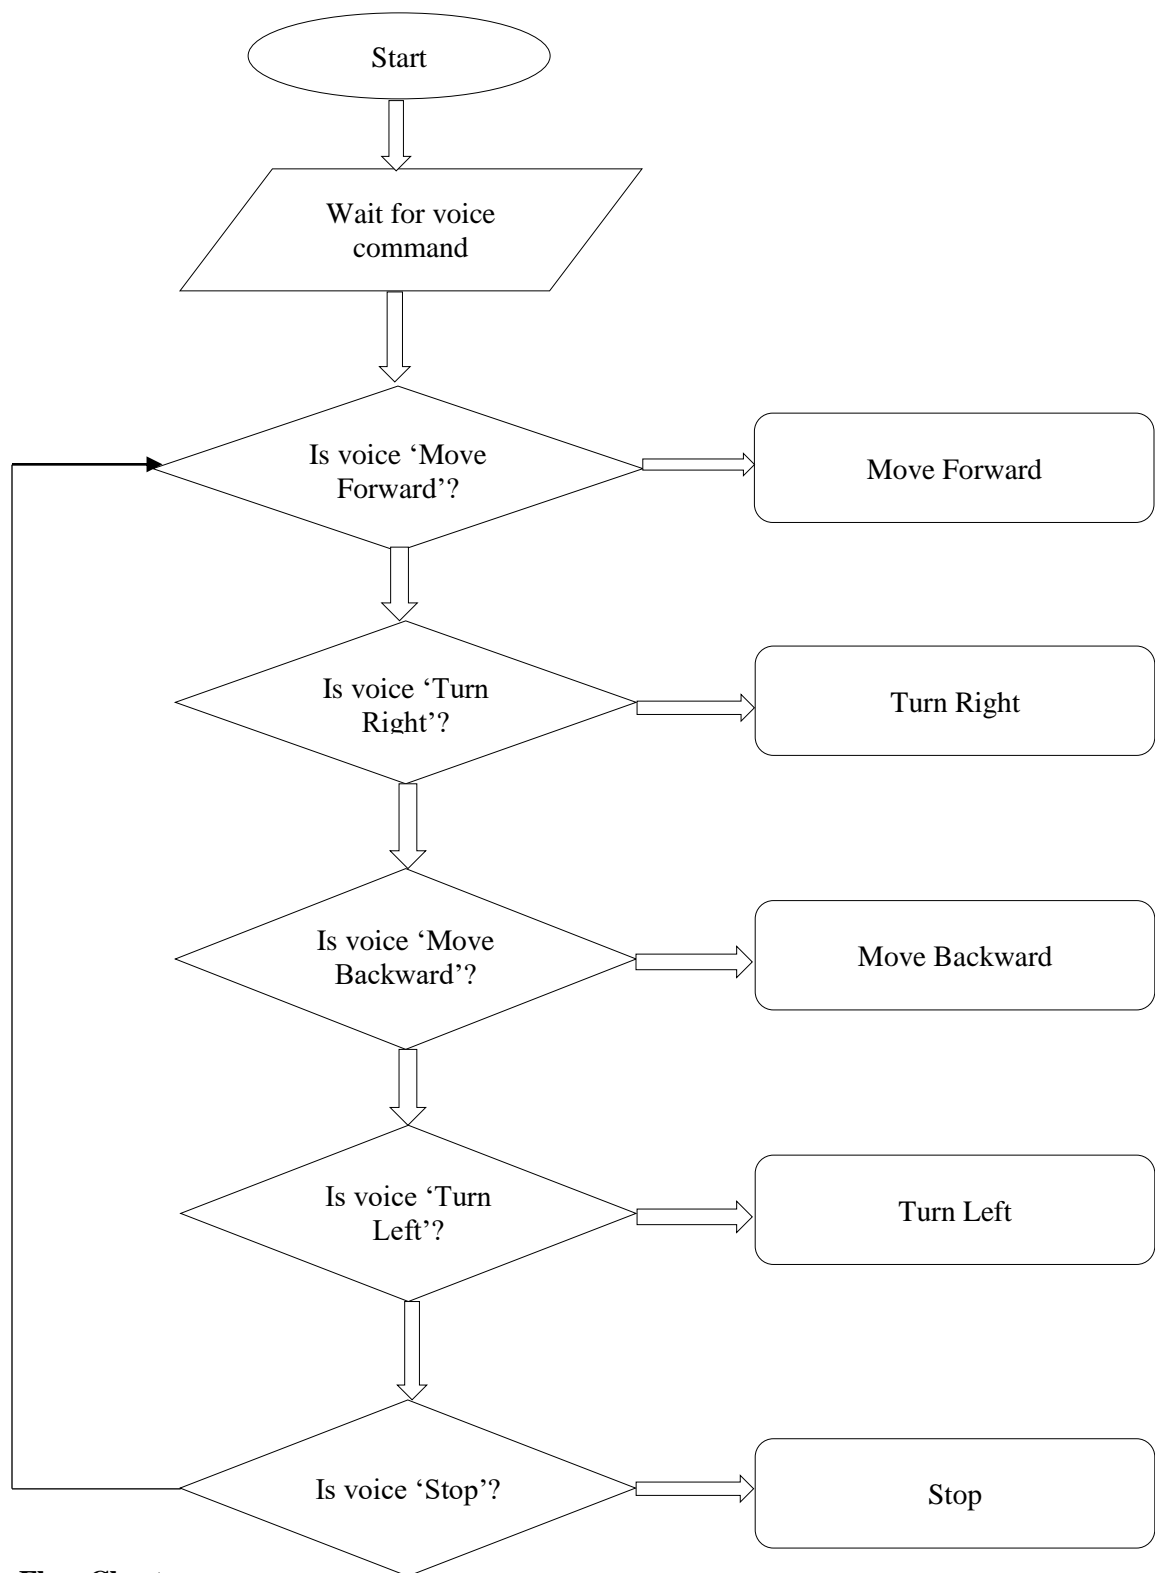 Start
Wait for voice
command
Is voice ‘Move
Forward’?
Move Forward
Is voice ‘Turn
Right’?
Turn Right
Is voice ‘Move
Backward’?
Move Backward
Is voice ‘Turn
Left’?
Turn Left
Is voice ‘Stop’?
Stop